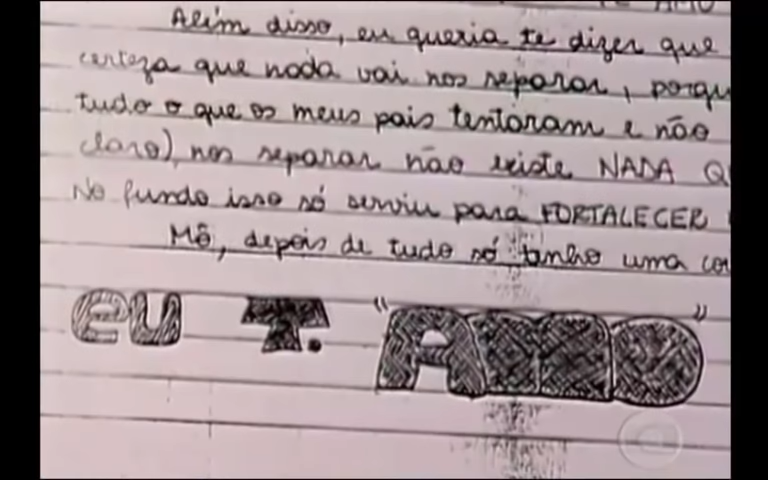 Além disso, eu queria te dizer que
certeza que nada vai nos separar, porqu
tudo o que os meus pais tentaram e não
claro), nos separar não existe NADA Q
No fundo isso só serviu para FORTALECER
Mô, depois de tudo só tenho uma co
eu T. "AMO"